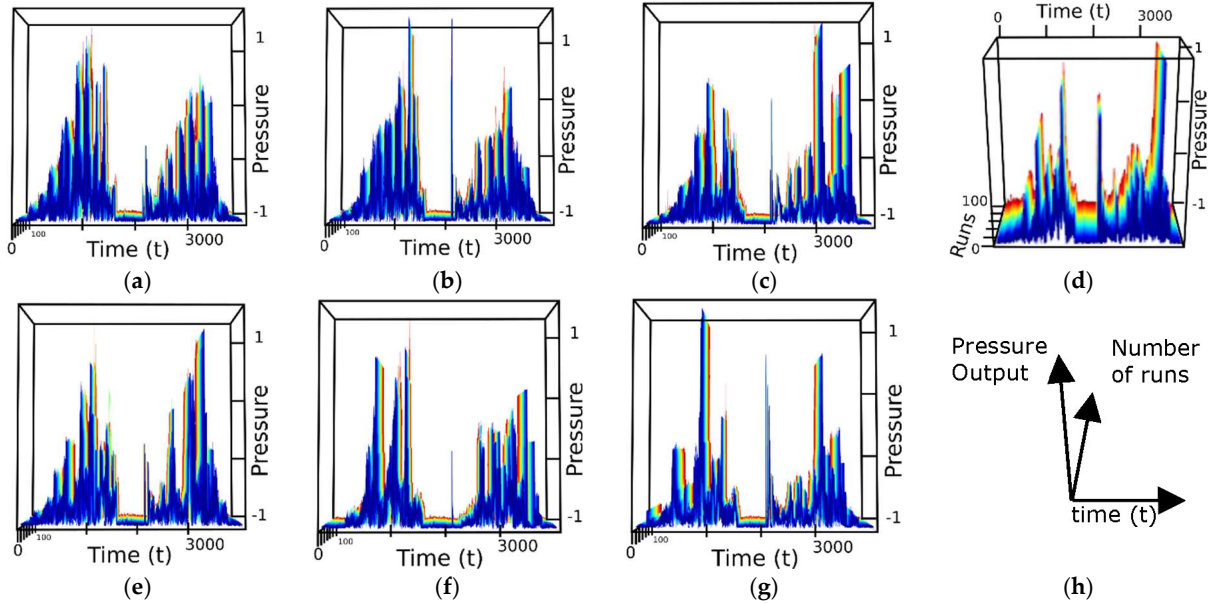 1
Pressure
-1
0
100
Time (t)
3000
(a)
1
Pressure
-1
0
100
Time (t)
3000
(b)
1
Pressure
-1
0
100
Time (t)
3000
(c)
0
Time (t)
3000
1
Pressure
-1
100
Runs
0
(d)
1
Pressure
-1
0
100
Time (t)
3000
(e)
1
Pressure
-1
0
100
Time (t)
3000
(f)
1
Pressure
-1
0
100
Time (t)
3000
(g)
Pressure
Output
Number
of runs
time (t)
(h)